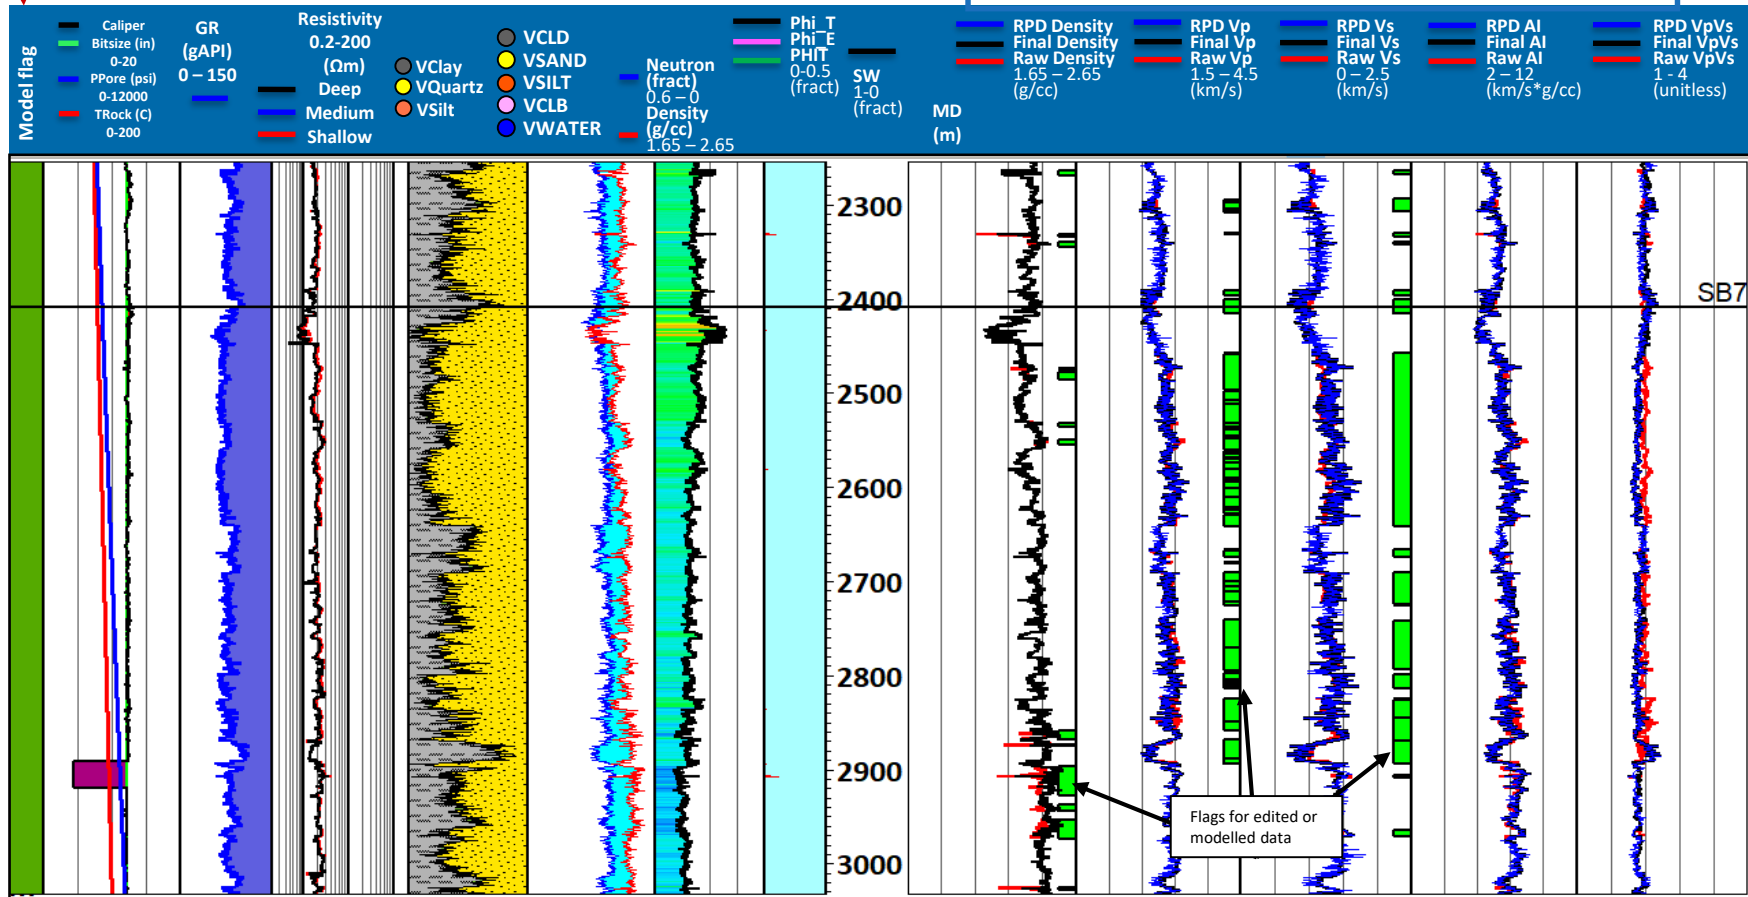 Model flag
Caliper
Bitsize (in)
0-20
PPore (psi)
0-12000
TRock (C)
0-200
GR
(gAPI)
0 – 150
Resistivity
0.2-200
(Ωm)
Deep
Medium
Shallow
VClay
VQuartz
VSilt
VCLD
VSAND
VSILT
VCLB
VWATER
Neutron
(fract)
0.6 – 0
Density
(g/cc)
1.65 – 2.65
Phi_T
Phi_E
PHIT
0-0.5
(fract)
SW
1-0
(fract)
MD
(m)
RPD Density
Final Density
Raw Density
1.65 – 2.65
(g/cc)
RPD Vp
Final Vp
Raw Vp
1.5 – 4.5
(km/s)
RPD Vs
Final Vs
Raw Vs
0 – 2.5
(km/s)
RPD AI
Final AI
Raw AI
2 – 12
(km/s*g/cc)
RPD VpVs
Final VpVs
Raw VpVs
1 - 4
(unitless)
2300
2400
2500
2600
2700
2800
2900
3000
SB7
Flags for edited or
modelled data